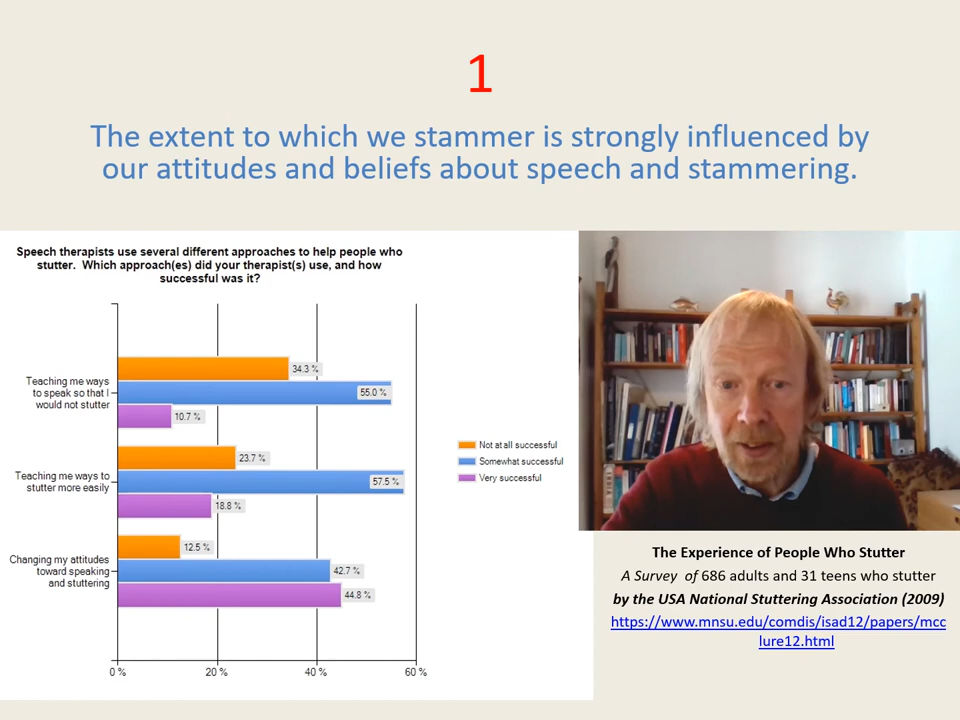 1
The extent to which we stammer is strongly influenced by
our attitudes and beliefs about speech and stammering.
Speech therapists use several different approaches to help people who
stutter. Which approach(es) did your therapist(s) use, and how
successful was it?
Teaching me ways
to speak so that I
would not stutter
34.3 %
55.0 %
10.7 %
Teaching me ways to
stutter more easily
23.7 %
57.5 %
18.8 %
Changing my attitudes
toward speaking
and stuttering
12.5 %
42.7 %
44.8 %
0 %
20 %
40 %
60 %
Not at all successful
Somewhat successful
Very successful
The Experience of People Who Stutter
A Survey of 686 adults and 31 teens who stutter
by the USA National Stuttering Association (2009)
https://www.mnsu.edu/comdis/isad12/papers/mcc
lure12.html